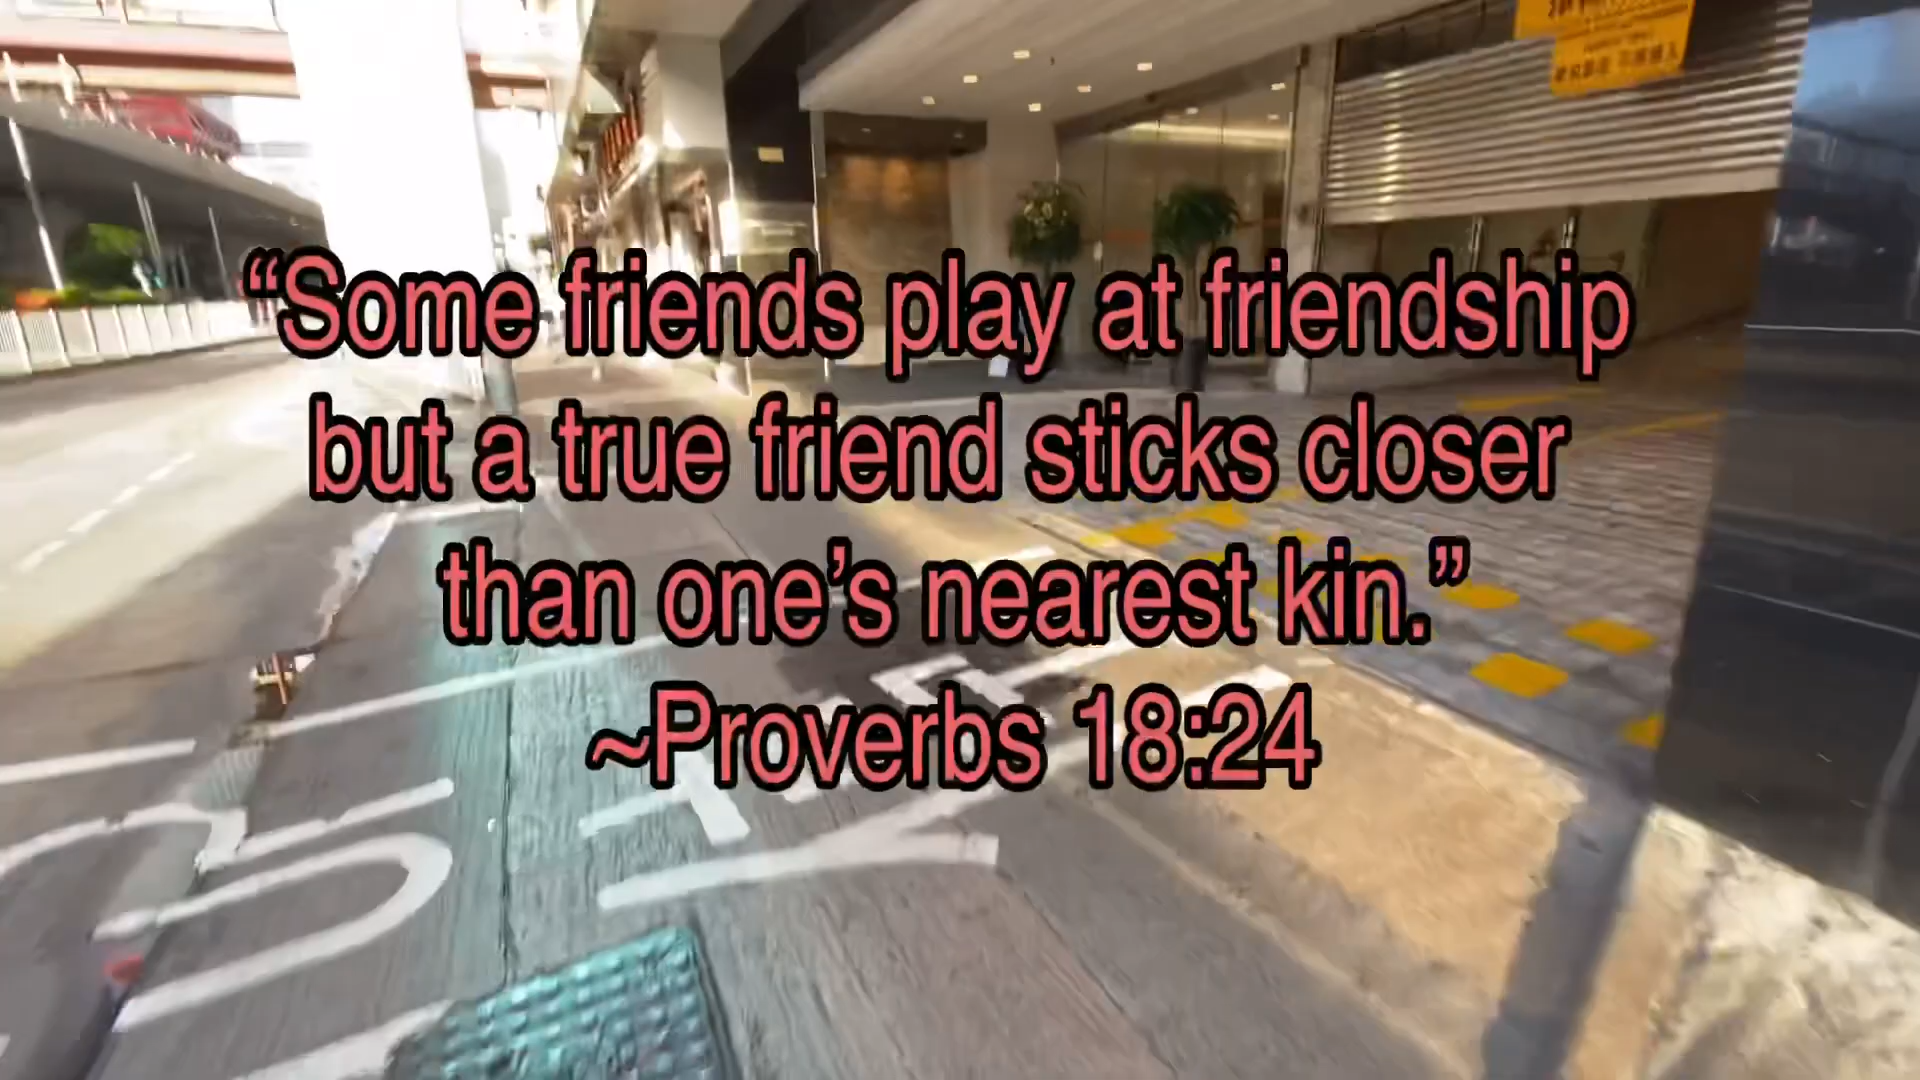 “Some friends play at friendship
but a true friend sticks closer
than one’s nearest kin.”
~Proverbs 18:24